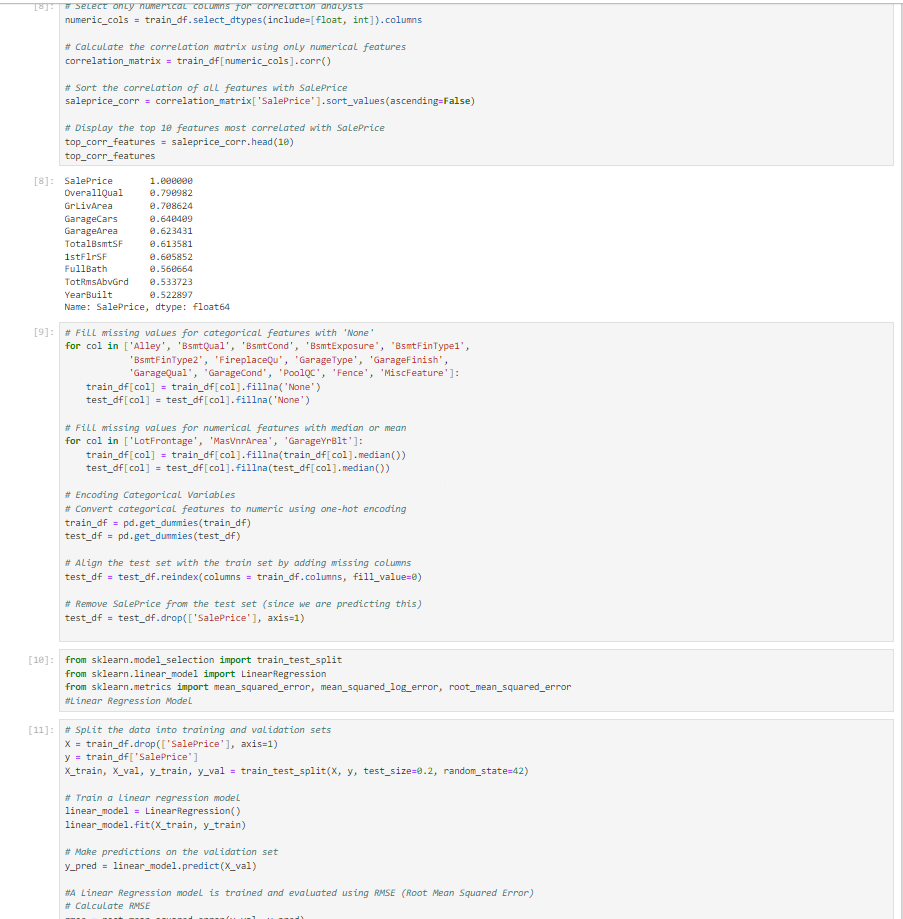 [8]: # Select only numerical columns for correlation analysis
numeric_cols = train_df.select_dtypes(include=[float, int]).columns
# Calculate the correlation matrix using only numerical features
correlation_matrix = train_df[numeric_cols].corr()
# Sort the correlation of all features with SalePrice
saleprice_corr = correlation_matrix['SalePrice'].sort_values(ascending=False)
# Display the top 10 features most correlated with SalePrice
top_corr_features = saleprice_corr.head(10)
top_corr_features
[8]: SalePrice 1.000000
OverallQual 0.790982
GrLivArea 0.708624
GarageCars 0.640409
GarageArea 0.623431
TotalBsmtSF 0.613581
1stFlrSF 0.605852
FullBath 0.560664
TotRmsAbvGrd 0.533723
YearBuilt 0.522897
Name: SalePrice, dtype: float64
[9]: # Fill missing values for categorical features with 'None'
for col in ['Alley', 'BsmtQual', 'BsmtCond', 'BsmtExposure', 'BsmtFinType1',
'BsmtFinType2', 'FireplaceQu', 'GarageType', 'GarageFinish',
'GarageQual', 'GarageCond', 'PoolQC', 'Fence', 'MiscFeature']:
train_df[col] = train_df[col].fillna('None')
test_df[col] = test_df[col].fillna('None')
# Fill missing values for numerical features with median or mean
for col in ['LotFrontage', 'MasVnrArea', 'GarageYrBlt']:
train_df[col] = train_df[col].fillna(train_df[col].median())
test_df[col] = test_df[col].fillna(test_df[col].median())
# Encoding Categorical Variables
# Convert categorical features to numeric using one-hot encoding
train_df = pd.get_dummies(train_df)
test_df = pd.get_dummies(test_df)
# Align the test set with the train set by adding missing columns
test_df = test_df.reindex(columns = train_df.columns, fill_value=0)
# Remove SalePrice from the test set (since we are predicting this)
test_df = test_df.drop(['SalePrice'], axis=1)
[10]: from sklearn.model_selection import train_test_split
from sklearn.linear_model import LinearRegression
from sklearn.metrics import mean_squared_error, mean_squared_log_error, root_mean_squared_error
#Linear Regression Model
[11]: # Split the data into training and validation sets
X = train_df.drop(['SalePrice'], axis=1)
y = train_df['SalePrice']
X_train, X_val, y_train, y_val = train_test_split(X, y, test_size=0.2, random_state=42)
# Train a linear regression model
linear_model = LinearRegression()
linear_model.fit(X_train, y_train)
# Make predictions on the validation set
y_pred = linear_model.predict(X_val)
#A Linear Regression model is trained and evaluated using RMSE (Root Mean Squared Error)
# Calculate RMSE